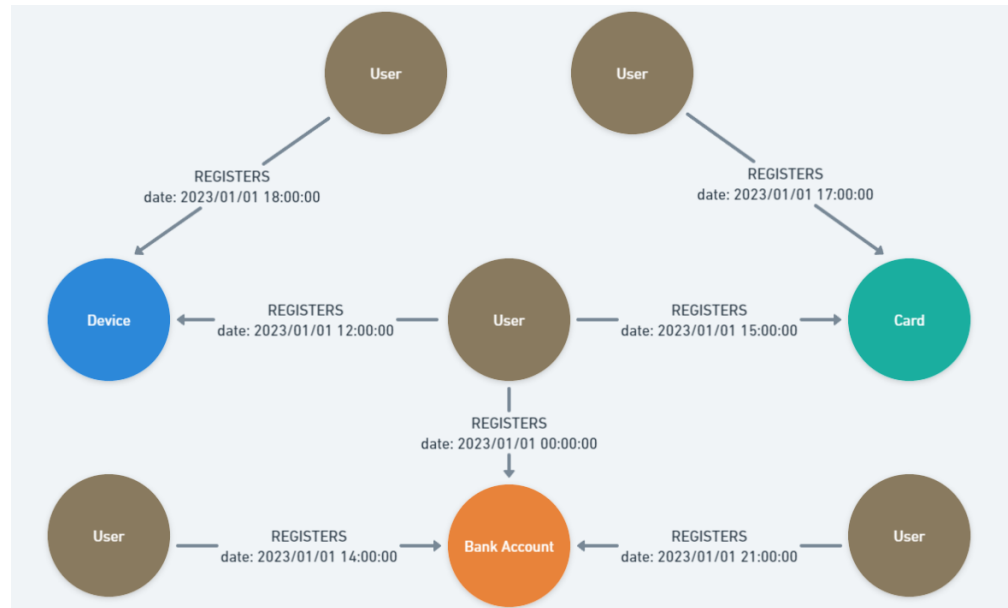 User
User
REGISTERS
date: 2023/01/01 18:00:00
REGISTERS
date: 2023/01/01 17:00:00
Device
REGISTERS
date: 2023/01/01 12:00:00
User
REGISTERS
date: 2023/01/01 15:00:00
Card
REGISTERS
date: 2023/01/01 00:00:00
User
REGISTERS
date: 2023/01/01 14:00:00
Bank Account
REGISTERS
date: 2023/01/01 21:00:00
User